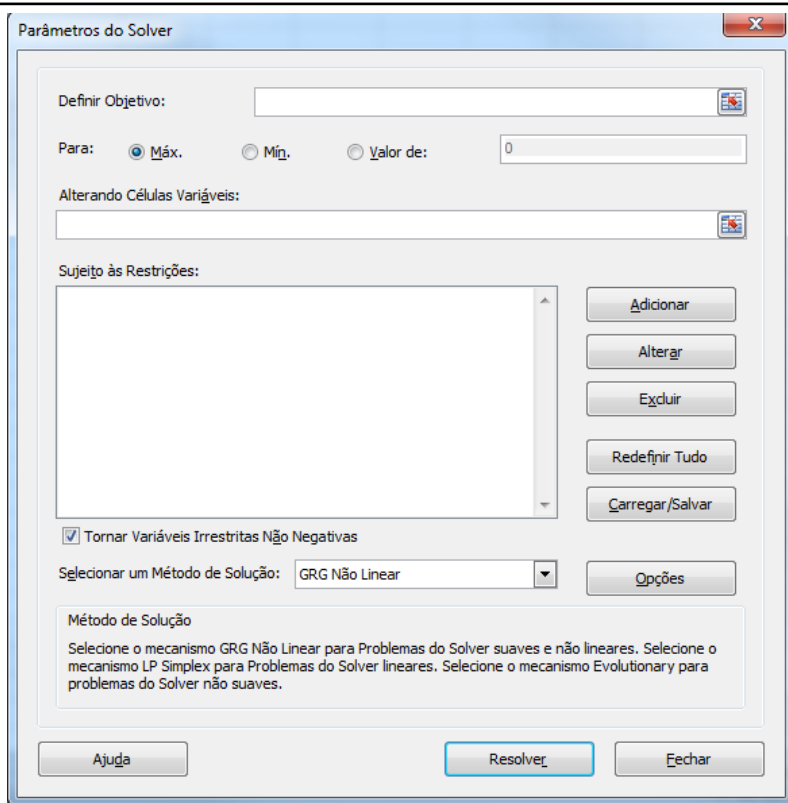 Parâmetros do Solver
Definir Objetivo:
Para: Máx. Mín. Valor de: 0
Alterando Células Variáveis:
Sujeito às Restrições:
Adicionar
Alterar
Excluir
Redefinir Tudo
Carregar/Salvar
Tornar Variáveis Irrestritas Não Negativas
Selecionar um Método de Solução: GRG Não Linear Opções
Método de Solução
Selecione o mecanismo GRG Não Linear para Problemas do Solver suaves e não lineares. Selecione o
mecanismo LP Simplex para Problemas do Solver lineares. Selecione o mecanismo Evolutionary para
problemas do Solver não suaves.
Ajuda Resolver Fechar